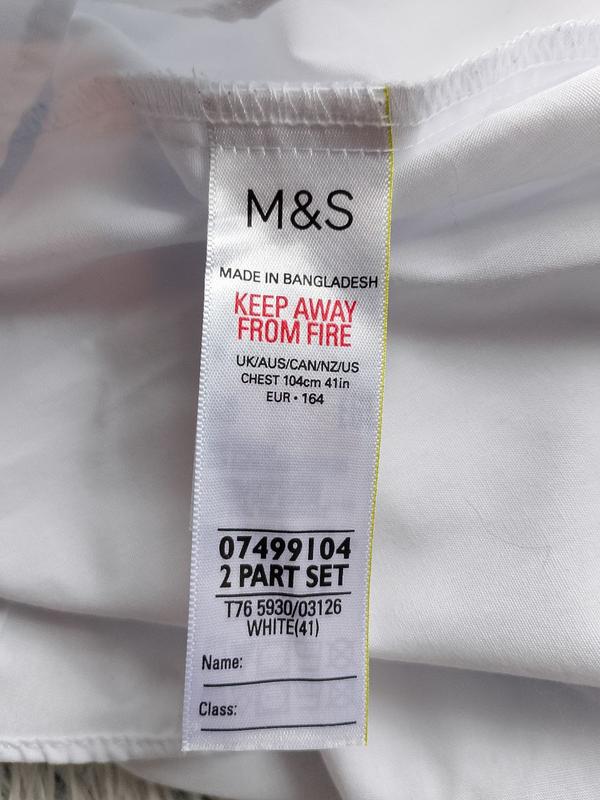 M&S
MADE IN BANGLADESH
KEEP AWAY
FROM FIRE
UK/AUS/CAN/NZ/US
CHEST 104cm 41in
EUR • 164
07499104
2 PART SET
T76 5930/03126
WHITE(41)
Name:
Class: